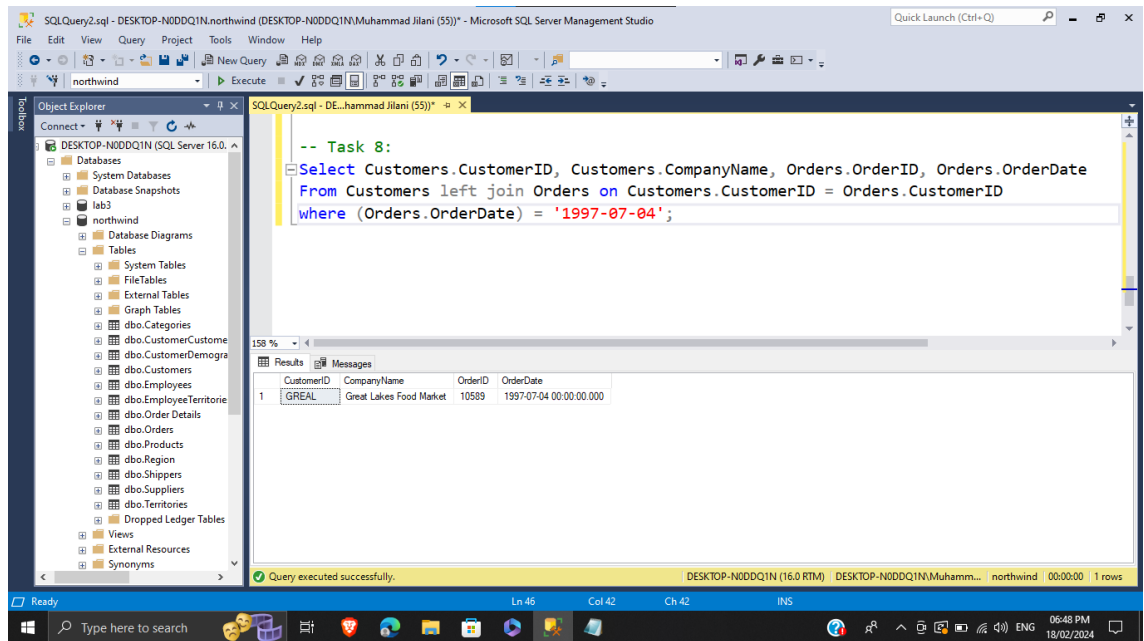 SQLQuery2.sql - DESKTOP-N0DDQ1N.northwind (DESKTOP-N0DDQ1N\Muhammad Jilani (55))* - Microsoft SQL Server Management Studio
Quick Launch (Ctrl+Q)
File Edit View Query Project Tools Window Help
New Query
MDX DMX XMLA DAX
northwind Execute
Toolbox
Object Explorer
SQLQuery2.sql - DE...hammad Jilani (55))*
Connect
DESKTOP-N0DDQ1N (SQL Server 16.0.
Databases
System Databases
Database Snapshots
lab3
northwind
Database Diagrams
Tables
System Tables
FileTables
External Tables
Graph Tables
dbo.Categories
dbo.CustomerCustome
dbo.CustomerDemogra
dbo.Customers
dbo.Employees
dbo.EmployeeTerritorie
dbo.Order Details
dbo.Orders
dbo.Products
dbo.Region
dbo.Shippers
dbo.Suppliers
dbo.Territories
Dropped Ledger Tables
Views
External Resources
Synonyms
-- Task 8:
Select Customers.CustomerID, Customers.CompanyName, Orders.OrderID, Orders.OrderDate
From Customers left join Orders on Customers.CustomerID = Orders.CustomerID
where (Orders.OrderDate) = '1997-07-04';
158 %
Results Messages
CustomerID CompanyName OrderID OrderDate
1 GREAL Great Lakes Food Market 10589 1997-07-04 00:00:00.000
Query executed successfully. DESKTOP-N0DDQ1N (16.0 RTM) DESKTOP-N0DDQ1N\Muhamm... northwind 00:00:00 1 rows
Ready Ln 46 Col 42 Ch 42 INS
Type here to search
ENG
06:48 PM
18/02/2024